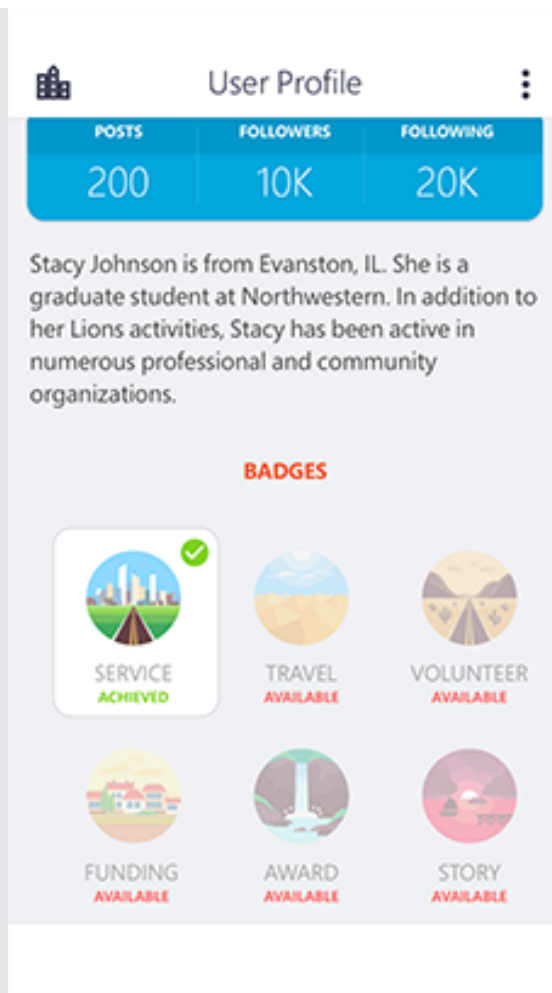 User Profile
POSTS FOLLOWERS FOLLOWING
200 10K 20K
Stacy Johnson is from Evanston, IL. She is a
graduate student at Northwestern. In addition to
her Lions activities, Stacy has been active in
numerous professional and community
organizations.
BADGES
SERVICE TRAVEL VOLUNTEER
ACHIEVED AVAILABLE AVAILABLE
FUNDING AWARD STORY
AVAILABLE AVAILABLE AVAILABLE